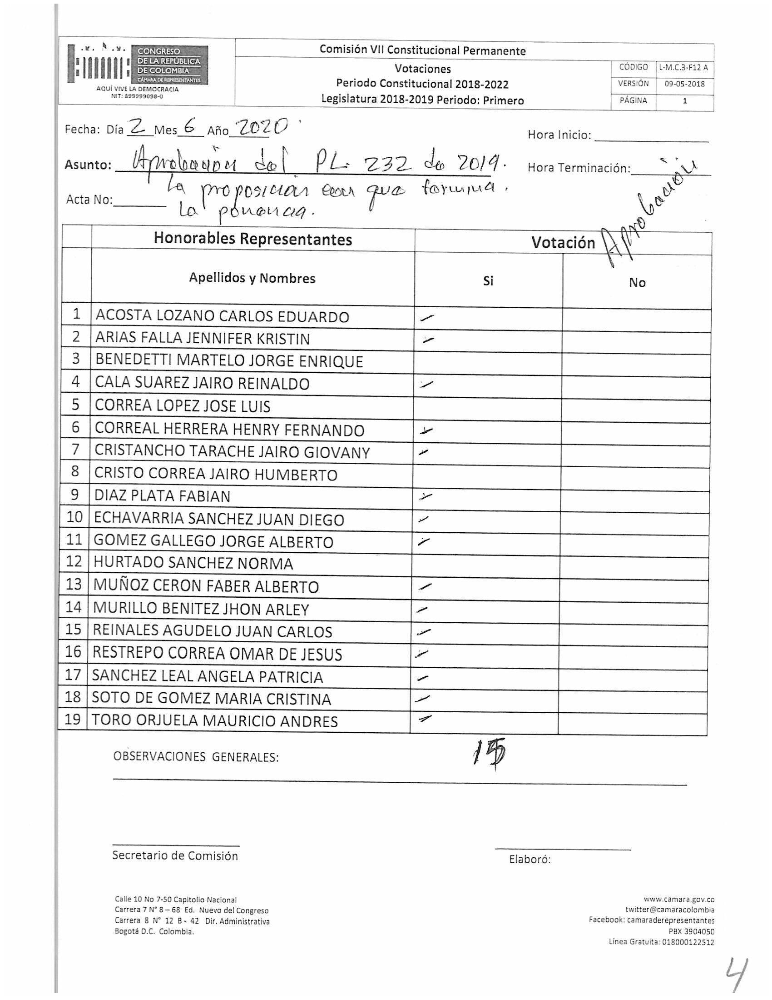 CONGRESO
DE LA REPÚBLICA
DE COLOMBIA
CÁMARA DE REPRESENTANTES
AQUÍ VIVE LA DEMOCRACIA
NIT: 899999098-0
Comisión VII Constitucional Permanente
Votaciones
Periodo Constitucional 2018-2022
Legislatura 2018-2019 Periodo: Primero
CÓDIGO L-M.C.3-F12 A
VERSIÓN 09-05-2018
PÁGINA 1
Fecha: Día 2 Mes 6 Año 2020
Hora Inicio:
Asunto: Aprobación del PL. 232 de 2019.
Hora Terminación:
la proposición con que termina.
Acta No:
la ponencia.
Aprobación
Honorables Representantes Votación
Apellidos y Nombres Si No
1 ACOSTA LOZANO CARLOS EDUARDO
2 ARIAS FALLA JENNIFER KRISTIN
3 BENEDETTI MARTELO JORGE ENRIQUE
4 CALA SUAREZ JAIRO REINALDO
5 CORREA LOPEZ JOSE LUIS
6 CORREAL HERRERA HENRY FERNANDO
7 CRISTANCHO TARACHE JAIRO GIOVANY
8 CRISTO CORREA JAIRO HUMBERTO
9 DIAZ PLATA FABIAN
10 ECHAVARRIA SANCHEZ JUAN DIEGO
11 GOMEZ GALLEGO JORGE ALBERTO
12 HURTADO SANCHEZ NORMA
13 MUÑOZ CERON FABER ALBERTO
14 MURILLO BENITEZ JHON ARLEY
15 REINALES AGUDELO JUAN CARLOS
16 RESTREPO CORREA OMAR DE JESUS
17 SANCHEZ LEAL ANGELA PATRICIA
18 SOTO DE GOMEZ MARIA CRISTINA
19 TORO ORJUELA MAURICIO ANDRES
15
OBSERVACIONES GENERALES:
Secretario de Comisión
Elaboró:
Calle 10 No 7-50 Capitolio Nacional
Carrera 7 N° 8 – 68 Ed. Nuevo del Congreso
Carrera 8 N° 12 B - 42 Dir. Administrativa
Bogotá D.C. Colombia.
www.camara.gov.co
twitter@camaracolombia
Facebook: camaraderepresentantes
PBX 3904050
Línea Gratuita: 018000122512
4